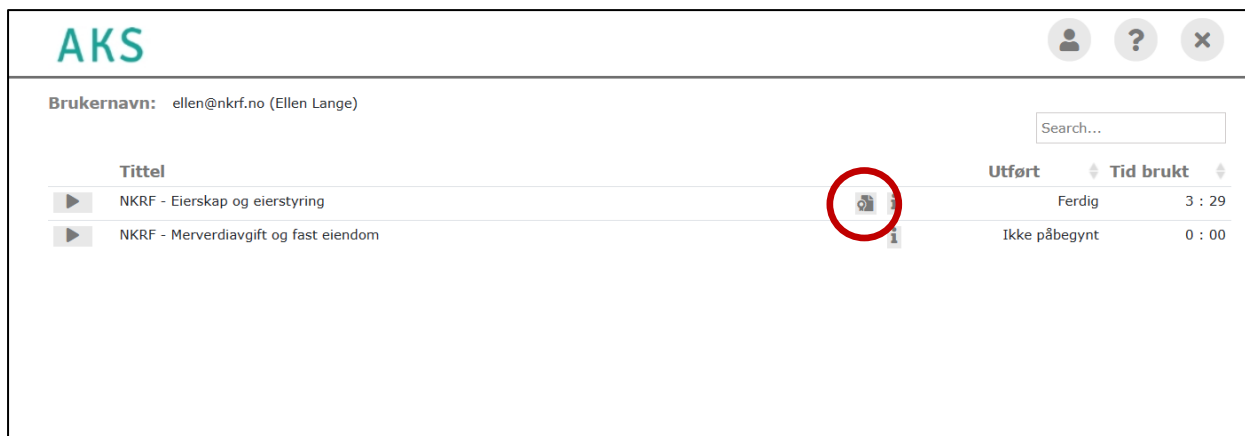 AKS
?
Brukernavn: ellen@nkrf.no (Ellen Lange)
Search...
Tittel Utført Tid brukt
NKRF - Eierskap og eierstyring i Ferdig 3 : 29
NKRF - Merverdiavgift og fast eiendom i Ikke påbegynt 0 : 00